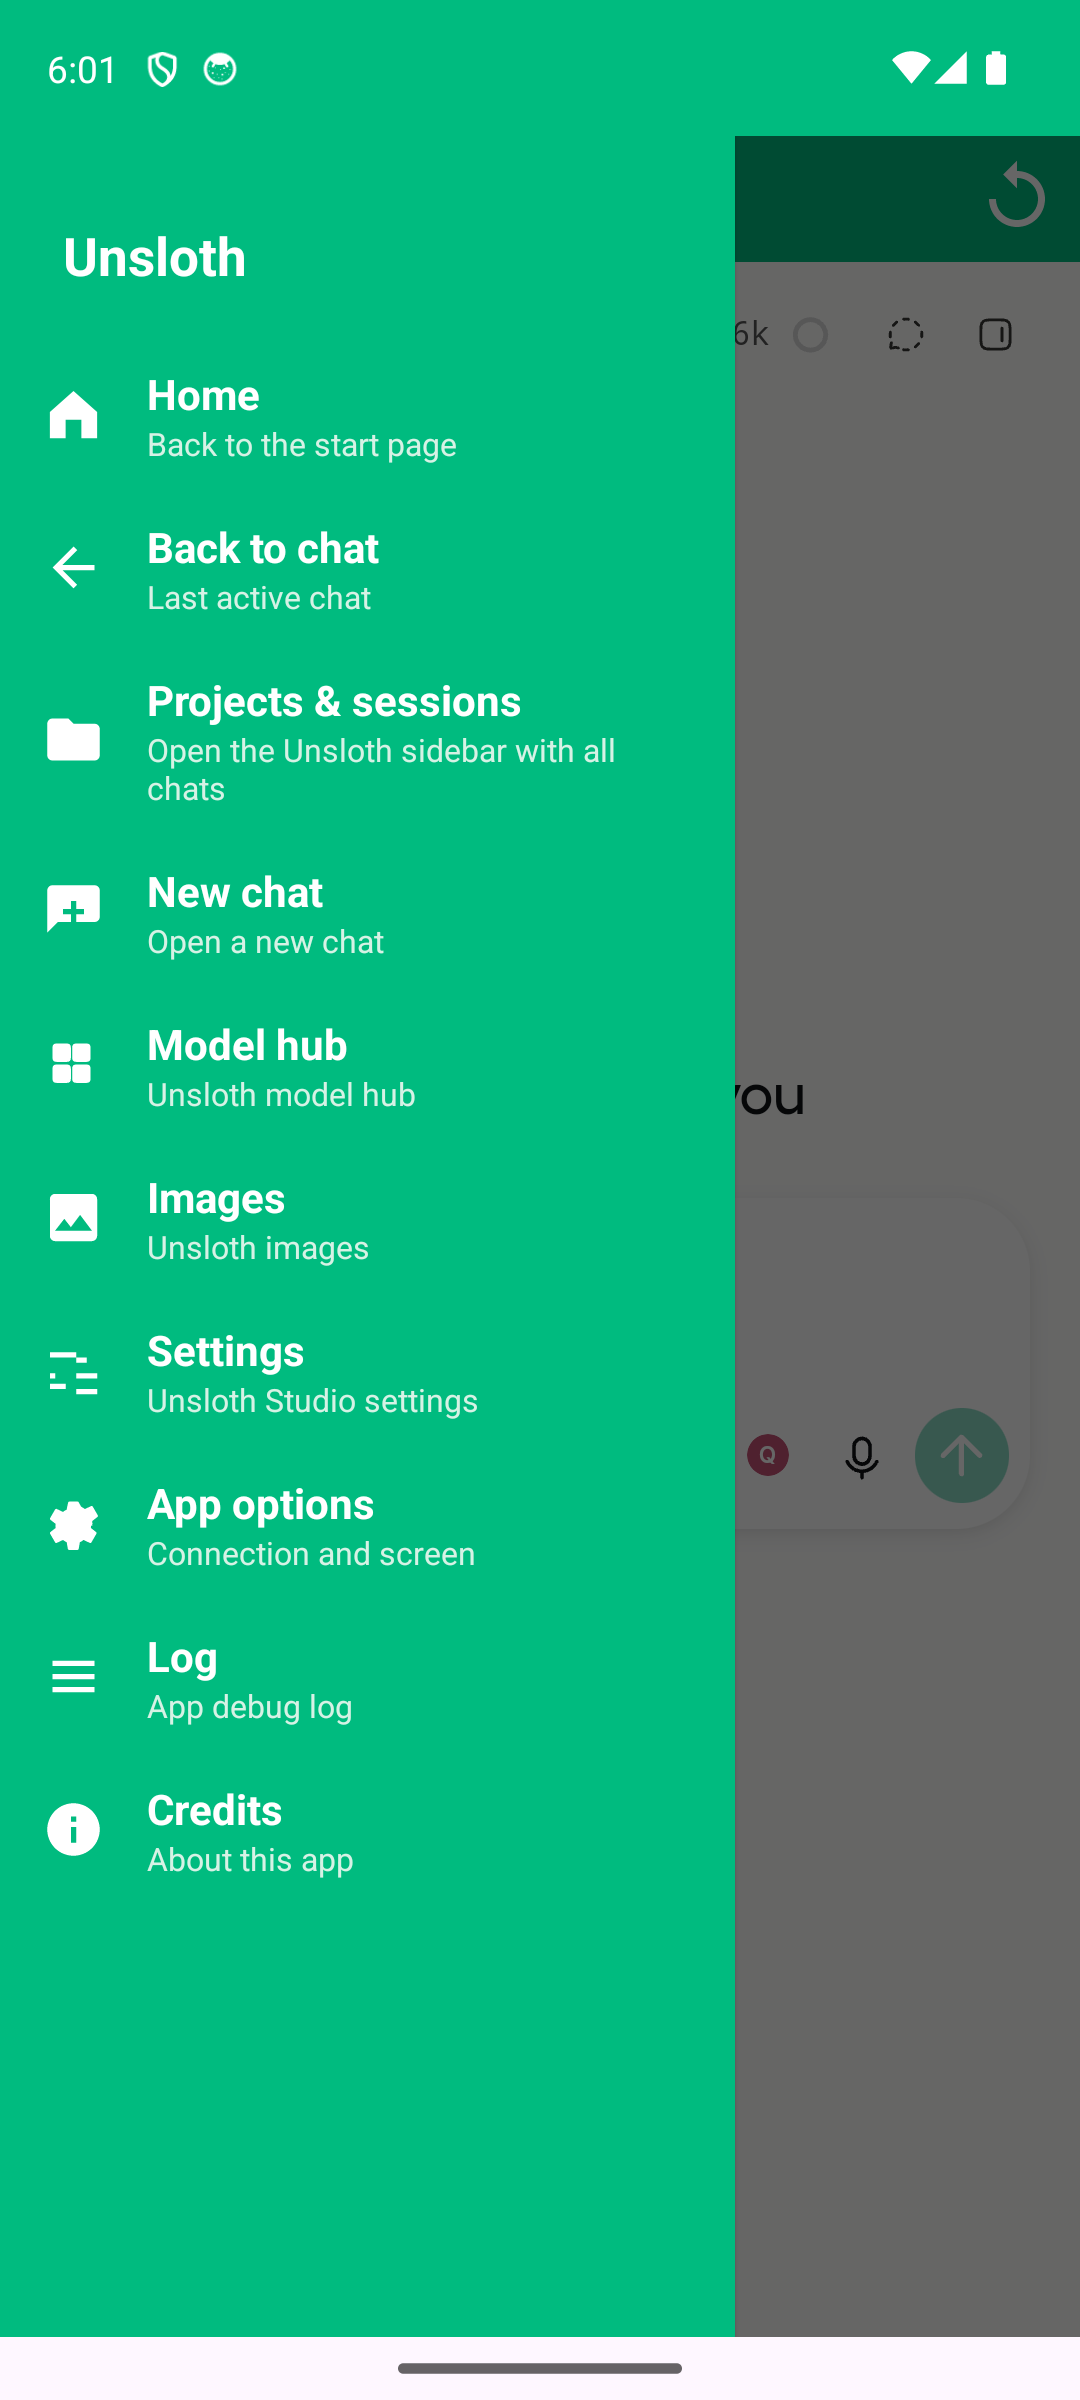 6:01
Unsloth
6k
Home
Back to the start page
Back to chat
Last active chat
Projects & sessions
Open the Unsloth sidebar with all
chats
New chat
Open a new chat
Model hub
Unsloth model hub
you
Images
Unsloth images
Settings
Unsloth Studio settings
Q
App options
Connection and screen
Log
App debug log
Credits
About this app